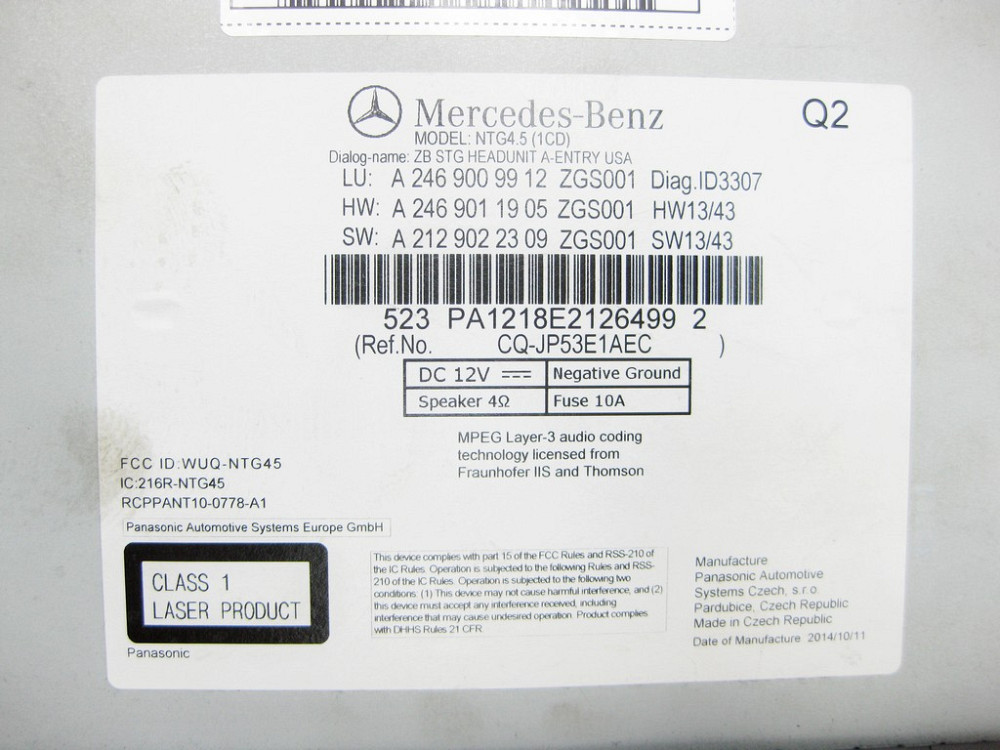 Mercedes-Benz
Q2
MODEL: NTG4.5 (1CD)
Dialog-name: ZB STG HEADUNIT A-ENTRY USA
LU: A 246 900 99 12 ZGS001 Diag.ID3307
HW: A 246 901 19 05 ZGS001 HW13/43
SW: A 212 902 23 09 ZGS001 SW13/43
523 PA1218E2126499 2
(Ref.No. CQ-JP53E1AEC )
DC 12V Negative Ground
Speaker 4Ω Fuse 10A
MPEG Layer-3 audio coding
technology licensed from
Fraunhofer IIS and Thomson
FCC ID:WUQ-NTG45
IC:216R-NTG45
RCPPANT10-0778-A1
Panasonic Automotive Systems Europe GmbH
CLASS 1
LASER PRODUCT
Panasonic
This device complies with part 15 of the FCC Rules and RSS-210 of
the IC Rules. Operation is subjected to the following Rules and RSS-
210 of the IC Rules. Operation is subjected to the following two
conditions: (1) This device may not cause harmful interference, and (2)
this device must accept any interference received, including
interference that may cause undesired operation. Product complies
with DHHS Rules 21 CFR
Manufacture
Panasonic Automotive
Systems Czech, s.r.o
Pardubice, Czech Republic
Made in Czech Republic
Date of Manufacture 2014/10/11